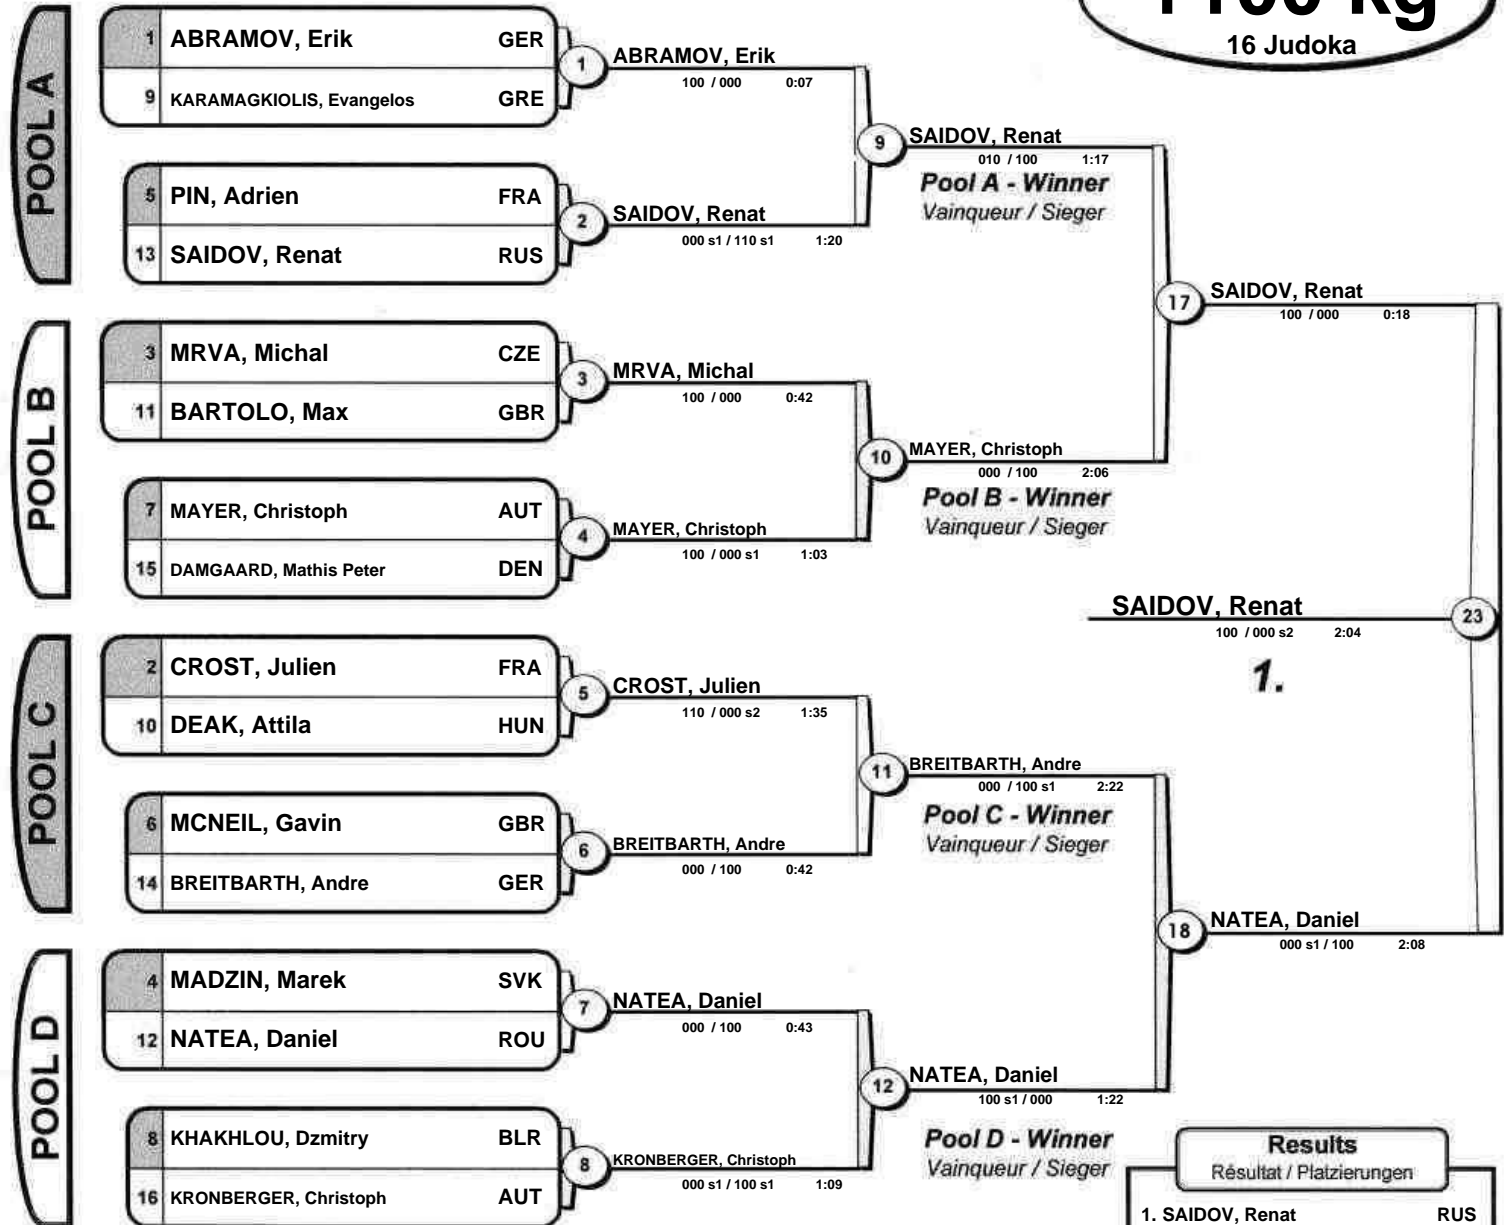 16 Judoka
POOL A
1 ABRAMOV, Erik GER
9 KARAMAGKIOLIS, Evangelos GRE
1
ABRAMOV, Erik
100 / 000 0:07
5 PIN, Adrien FRA
13 SAIDOV, Renat RUS
2
SAIDOV, Renat
000 s1 / 110 s1 1:20
9
SAIDOV, Renat
010 / 100 1:17
Pool A - Winner
Vainqueur / Sieger
POOL B
3 MRVA, Michal CZE
11 BARTOLO, Max GBR
3
MRVA, Michal
100 / 000 0:42
7 MAYER, Christoph AUT
15 DAMGAARD, Mathis Peter DEN
4
MAYER, Christoph
100 / 000 s1 1:03
10
MAYER, Christoph
000 / 100 2:06
Pool B - Winner
Vainqueur / Sieger
17
SAIDOV, Renat
100 / 000 0:18
SAIDOV, Renat
100 / 000 s2 2:04
1.
23
POOL C
2 CROST, Julien FRA
10 DEAK, Attila HUN
5
CROST, Julien
110 / 000 s2 1:35
6 MCNEIL, Gavin GBR
14 BREITBARTH, Andre GER
6
BREITBARTH, Andre
000 / 100 0:42
11
BREITBARTH, Andre
000 / 100 s1 2:22
Pool C - Winner
Vainqueur / Sieger
18
NATEA, Daniel
000 s1 / 100 2:08
POOL D
4 MADZIN, Marek SVK
12 NATEA, Daniel ROU
7
NATEA, Daniel
000 / 100 0:43
8 KHAKHLOU, Dzmitry BLR
16 KRONBERGER, Christoph AUT
8
KRONBERGER, Christoph
000 s1 / 100 s1 1:09
12
NATEA, Daniel
100 s1 / 000 1:22
Pool D - Winner
Vainqueur / Sieger
Results
Résultat / Platzierungen
1. SAIDOV, Renat RUS